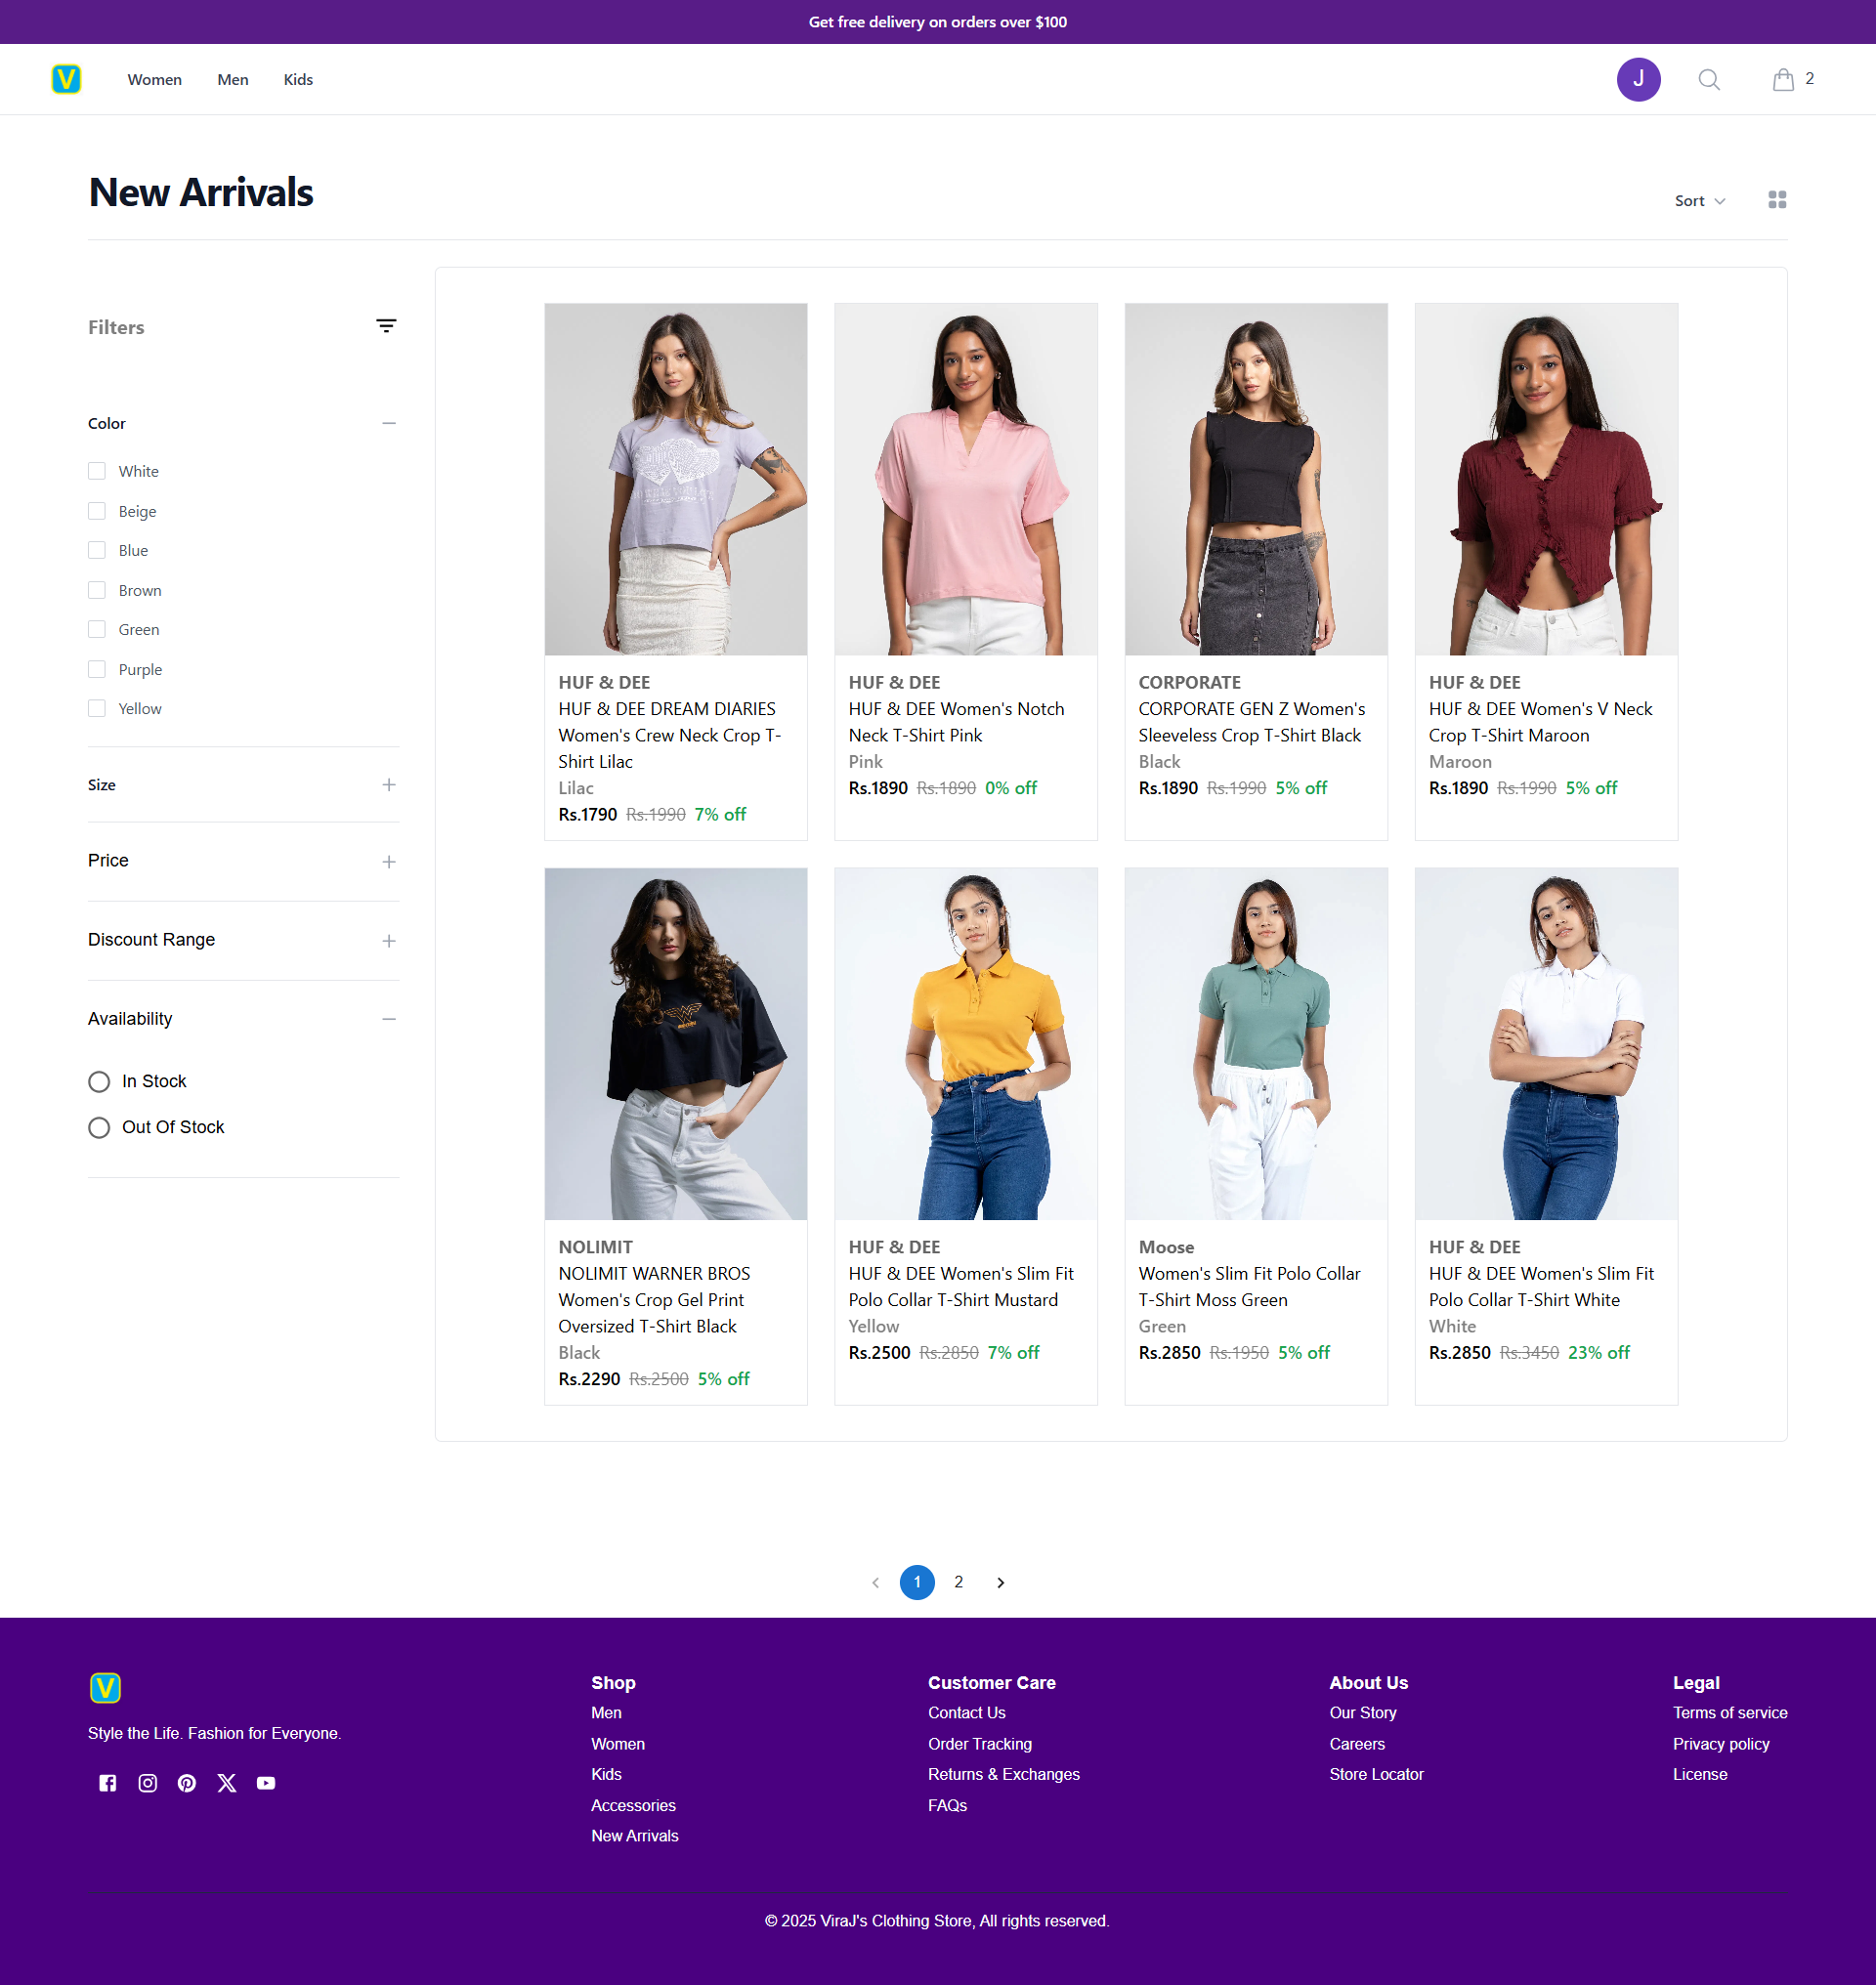 Get free delivery on orders over $100
V
Women
Men
Kids
J
2
New Arrivals
Sort
Filters
Color
White
Beige
Blue
Brown
Green
Purple
Yellow
Size
Price
Discount Range
Availability
In Stock
Out Of Stock
HUF & DEE
HUF & DEE DREAM DIARIES
Women's Crew Neck Crop T-
Shirt Lilac
Lilac
Rs.1790 Rs.1990 7% off
HUF & DEE
HUF & DEE Women's Notch
Neck T-Shirt Pink
Pink
Rs.1890 Rs.1890 0% off
CORPORATE
CORPORATE GEN Z Women's
Sleeveless Crop T-Shirt Black
Black
Rs.1890 Rs.1990 5% off
HUF & DEE
HUF & DEE Women's V Neck
Crop T-Shirt Maroon
Maroon
Rs.1890 Rs.1990 5% off
NOLIMIT
NOLIMIT WARNER BROS
Women's Crop Gel Print
Oversized T-Shirt Black
Black
Rs.2290 Rs.2500 5% off
HUF & DEE
HUF & DEE Women's Slim Fit
Polo Collar T-Shirt Mustard
Yellow
Rs.2500 Rs.2850 7% off
Moose
Women's Slim Fit Polo Collar
T-Shirt Moss Green
Green
Rs.2850 Rs.1950 5% off
HUF & DEE
HUF & DEE Women's Slim Fit
Polo Collar T-Shirt White
White
Rs.2850 Rs.3450 23% off
1
2
V
Style the Life. Fashion for Everyone.
Shop
Men
Women
Kids
Accessories
New Arrivals
Customer Care
Contact Us
Order Tracking
Returns & Exchanges
FAQs
About Us
Our Story
Careers
Store Locator
Legal
Terms of service
Privacy policy
License
© 2025 ViraJ's Clothing Store, All rights reserved.